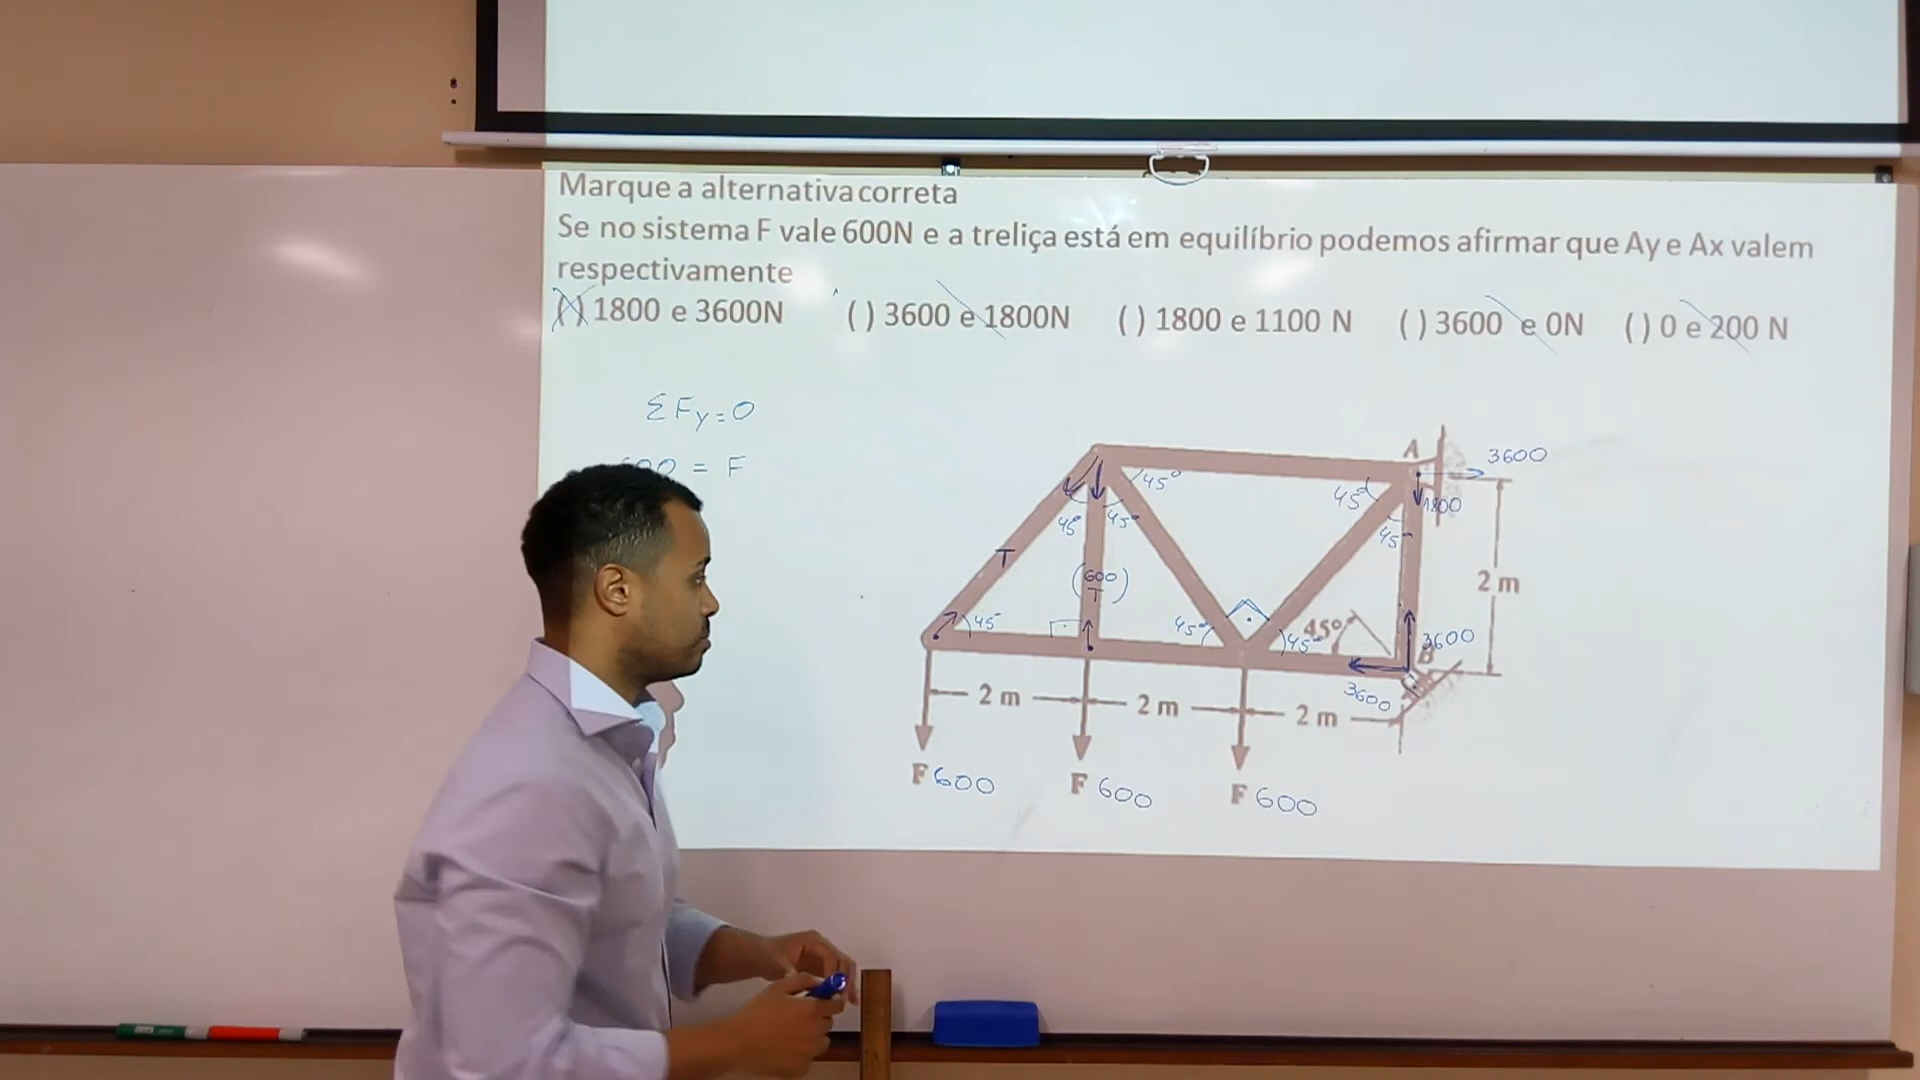 Marque a alternativa correta
Se no sistema F vale 600N e a treliça está em equilíbrio podemos afirmar que Ay e Ax valem
respectivamente
( ) 1800 e 3600N ( ) 3600 e 1800N ( ) 1800 e 1100 N ( ) 3600 e 0N ( ) 0 e 200 N
ΣFy=0
= F
A
3600
45°
45°
1800
45°
45°
45°
T
600
T
2 m
45
45°
45°
45°
3600
B
3600
2 m
2 m
2 m
F 600
F 600
F 600